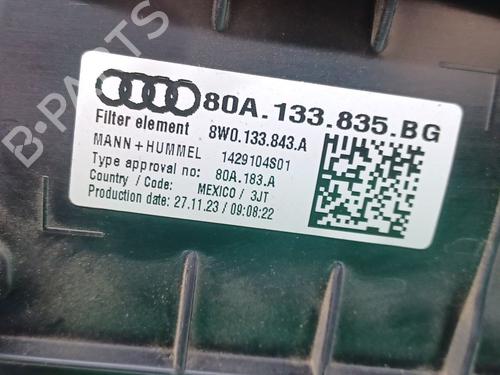 B-PARTS
80A.133.835.BG
Filter element 8W0.133.843.A
MANN+HUMMEL 1429104S01
Type approval no: 80A.183.A
Country / Code: MEXICO / 3JT
Production date: 27.11.23 / 09:08:22